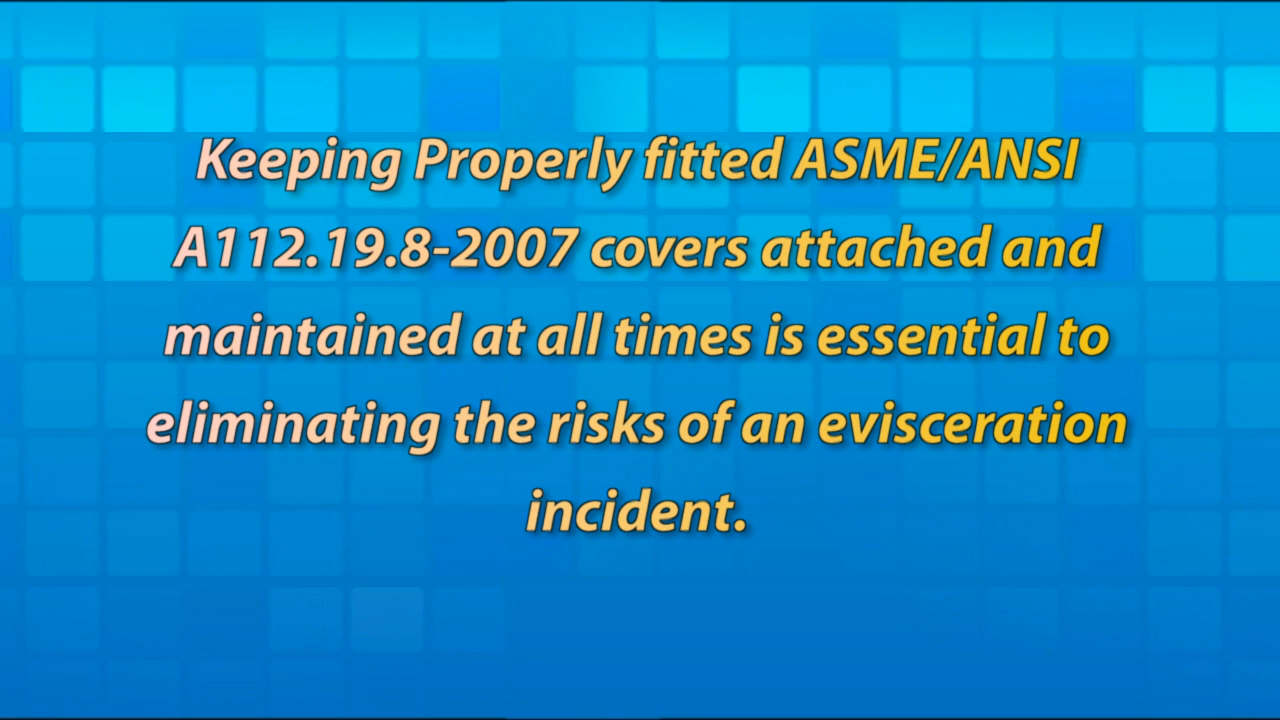 Keeping Properly fitted ASME/ANSI
A112.19.8-2007 covers attached and
maintained at all times is essential to
eliminating the risks of an evisceration
incident.